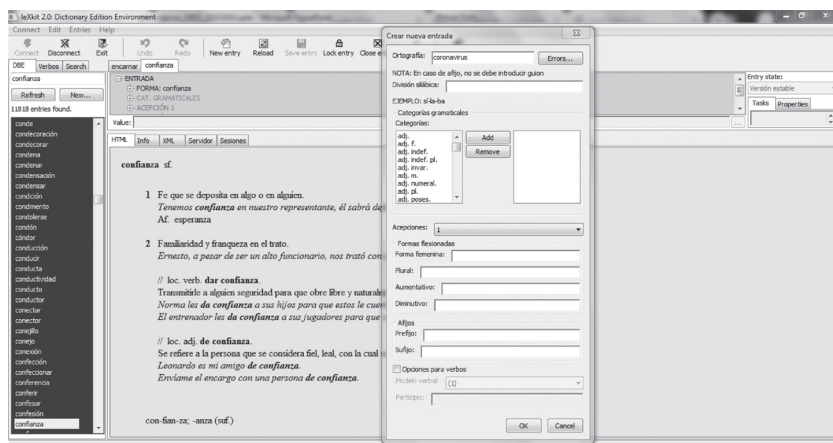 leXkit 2.0: Dictionary Edition Environment
Connect Edit Entries Help
Connect Disconnect Exit Undo Redo New entry Reload Save entry Lock entry Close e
DBE Verbos Search
confianza
Refresh New...
11818 entries found.
conde
condecoración
condecorar
condena
condenar
condensación
condensar
condición
condimento
condolerse
condón
cóndor
conducción
conducir
conducta
conductividad
conducto
conductor
conectar
conector
conejillo
conejo
conexión
confección
confeccionar
conferencia
conferir
confesar
confesión
confianza
encarnar confianza
ENTRADA
FORMA: confianza
CAT. GRAMATICALES
ACEPCIÓN 1
Value:
HTML Info XML Servidor Sesiones
confianza sf.
1 Fe que se deposita en algo o en alguien.
Tenemos confianza en nuestro representante, él sabrá de
Af. esperanza
2 Familiaridad y franqueza en el trato.
Ernesto, a pesar de ser un alto funcionario, nos trató con
// loc. verb. dar confianza.
Transmitirle a alguien seguridad para que obre libre y natural
Norma les da confianza a sus hijos para que estos le cue
El entrenador les da confianza a sus jugadores para que
// loc. adj. de confianza.
Se refiere a la persona que se considera fiel, leal, con la cual
Leonardo es mi amigo de confianza.
Envíame el encargo con una persona de confianza.
con-fian-za; -anza (suf.)
Crear nueva entrada
Ortografía: coronavirus Errors...
NOTA: En caso de afijo, no se debe introducir guion
División silábica:
EJEMPLO: sí-la-ba
Categorías gramaticales
Categorías:
adj.
adj. f.
adj. indef.
adj. indef. pl.
adj. invar.
adj. m.
adj. numeral.
adj. pl.
adj. poses.
Add
Remove
Acepciones: 1
Formas flexionadas
Forma femenina:
Plural:
Aumentativo:
Diminutivo:
Afijos
Prefijo:
Sufijo:
Opciones para verbos
Modelo verbal: (1)
Participio:
OK Cancel
Entry state:
Versión estable
Tasks Properties